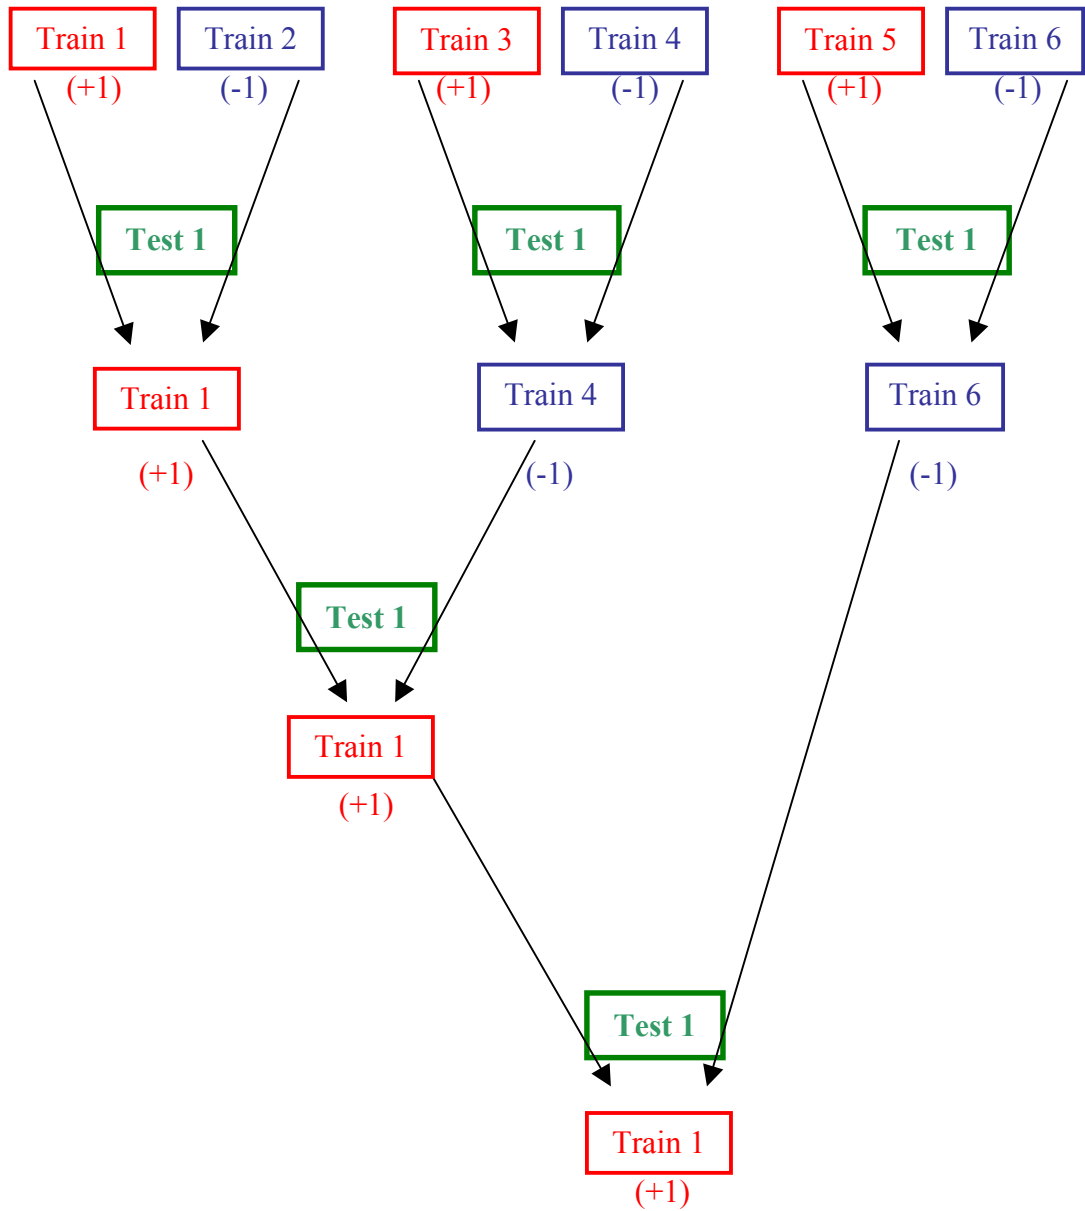 Train 1 Train 2 Train 3 Train 4 Train 5 Train 6
(+1) (-1) (+1) (-1) (+1) (-1)
Test 1 Test 1 Test 1
Train 1 Train 4 Train 6
(+1) (-1) (-1)
Test 1
Train 1
(+1)
Test 1
Train 1
(+1)